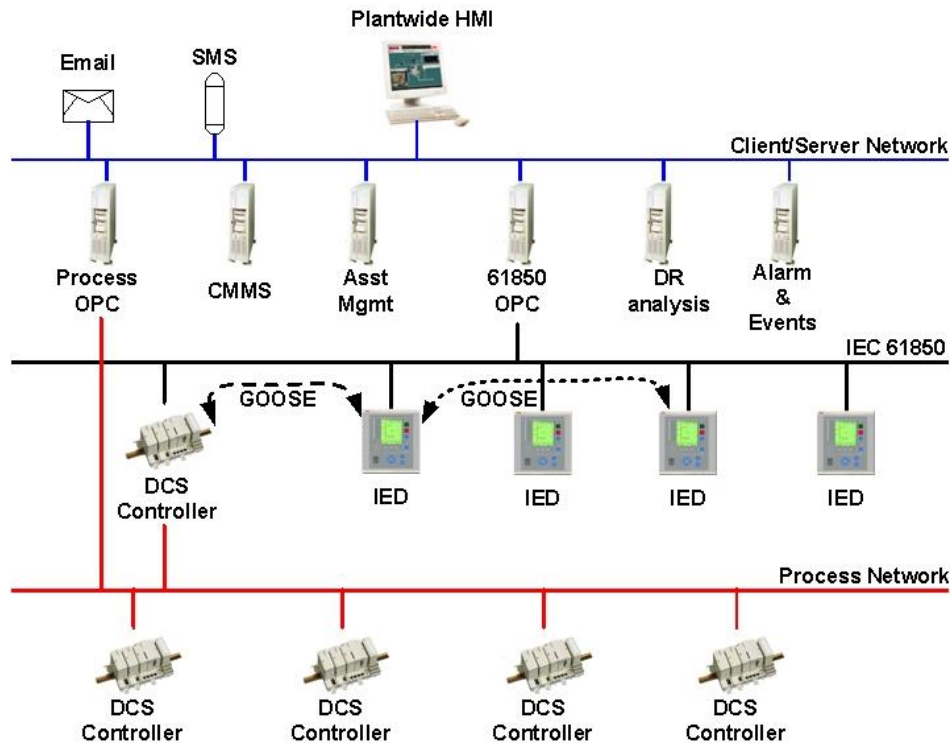 Plantwide HMI
Email
SMS
Client/Server Network
Process
OPC
CMMS
Asst
Mgmt
61850
OPC
DR
analysis
Alarm
&
Events
IEC 61850
GOOSE
GOOSE
DCS
Controller
IED
IED
IED
IED
Process Network
DCS
Controller
DCS
Controller
DCS
Controller
DCS
Controller